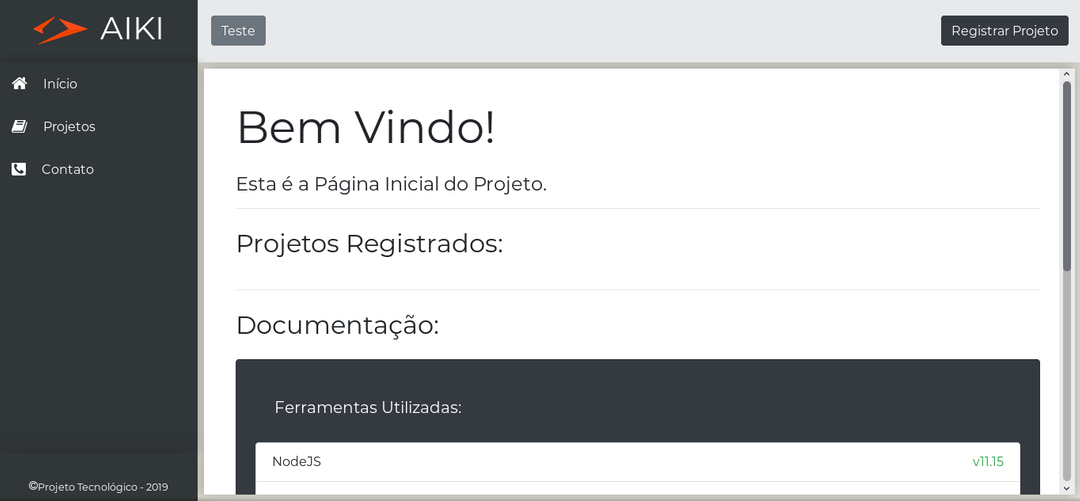 AIKI
Teste
Registrar Projeto
Início
Projetos
Contato
©Projeto Tecnológico - 2019
Bem Vindo!
Esta é a Página Inicial do Projeto.
Projetos Registrados:
Documentação:
Ferramentas Utilizadas:
NodeJS
v11.15